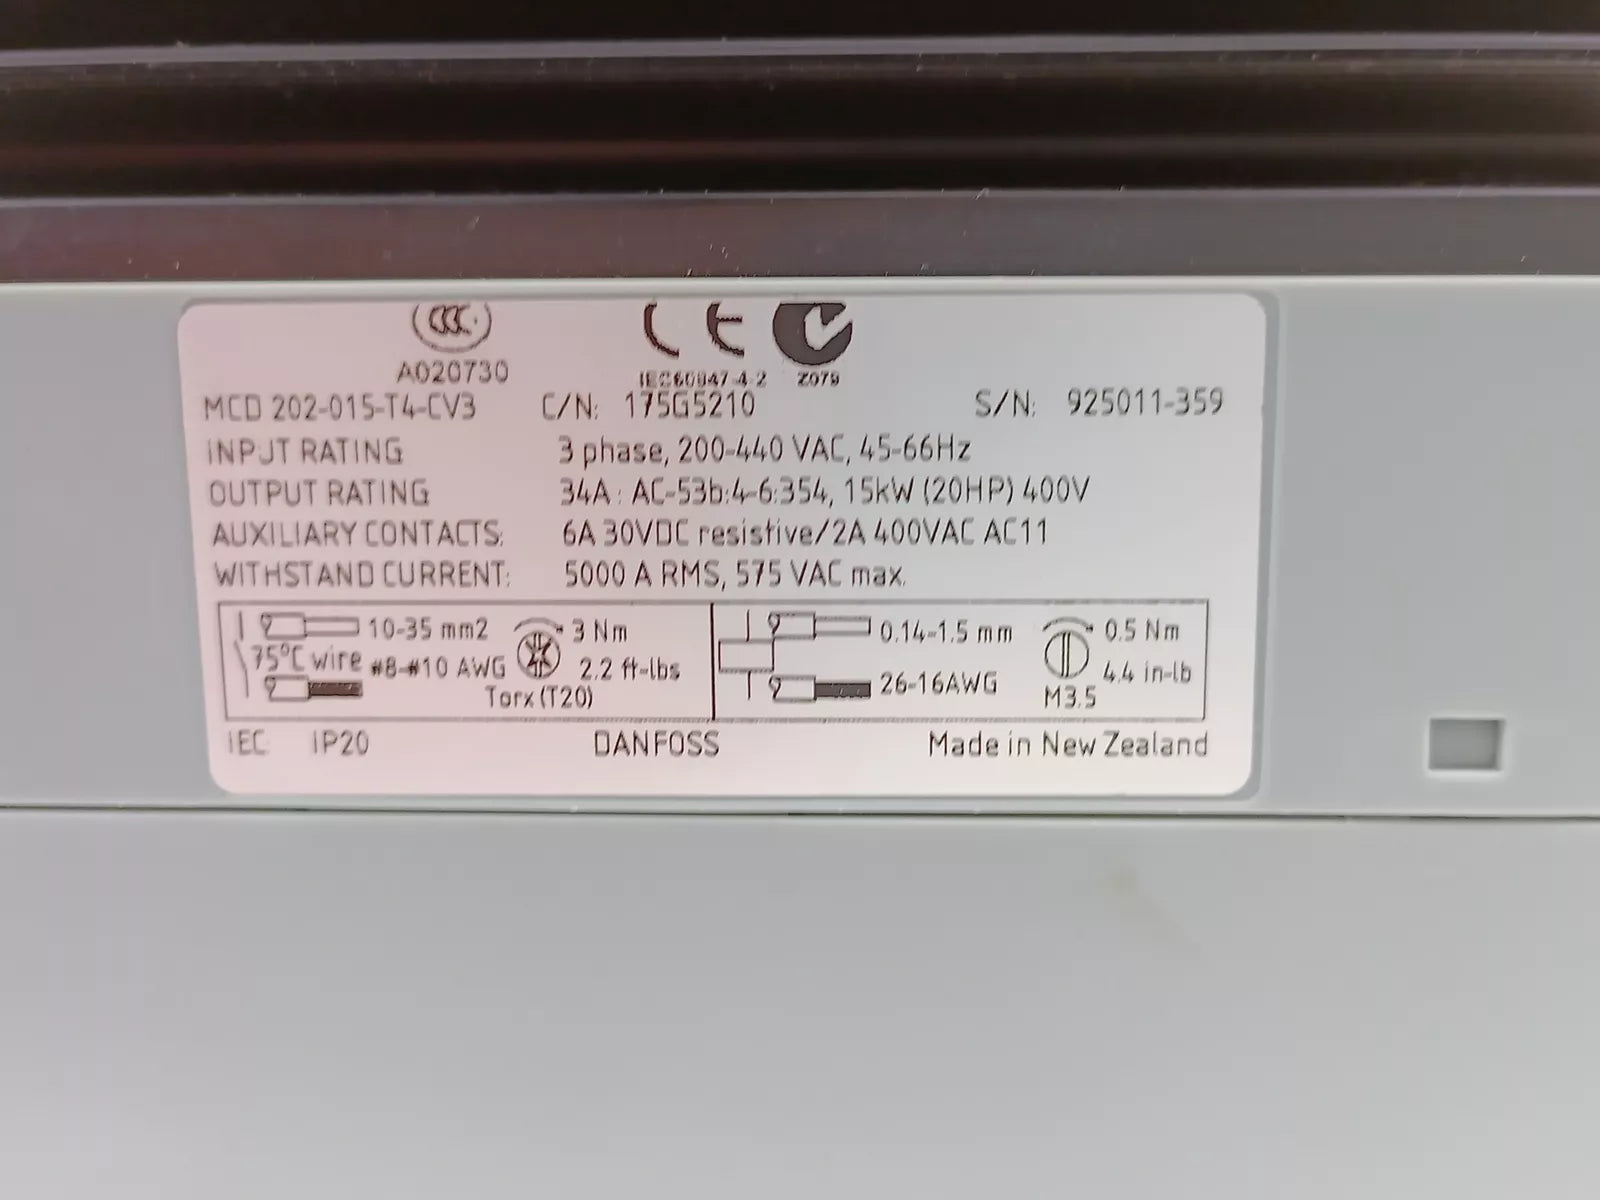 CCC
A020730
CE
IEC60947-4-2 Z079
MCD 202-015-T4-CV3 C/N: 175G5210 S/N: 925011-359
INPUT RATING 3 phase, 200-440 VAC, 45-66Hz
OUTPUT RATING 34A: AC-53b:4-6:354, 15kW (20HP) 400V
AUXILIARY CONTACTS: 6A 30VDC resistive/2A 400VAC AC11
WITHSTAND CURRENT: 5000 A RMS, 575 VAC max.
10-35 mm2 3 Nm
75°C wire #8-#10 AWG 2.2 ft-lbs
Torx (T20)
0.14-1.5 mm 0.5 Nm
4.4 in-lb
26-16AWG M3.5
IEC IP20 DANFOSS Made in New Zealand